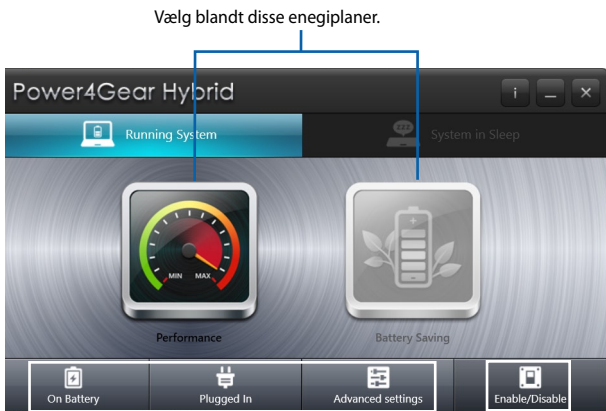 Vælg blandt disse enegiplaner.
Power4Gear Hybrid
i
Running System
zzz
System in Sleep
MIN MAX
Performance
Battery Saving
On Battery
Plugged In
Advanced settings
Enable/Disable